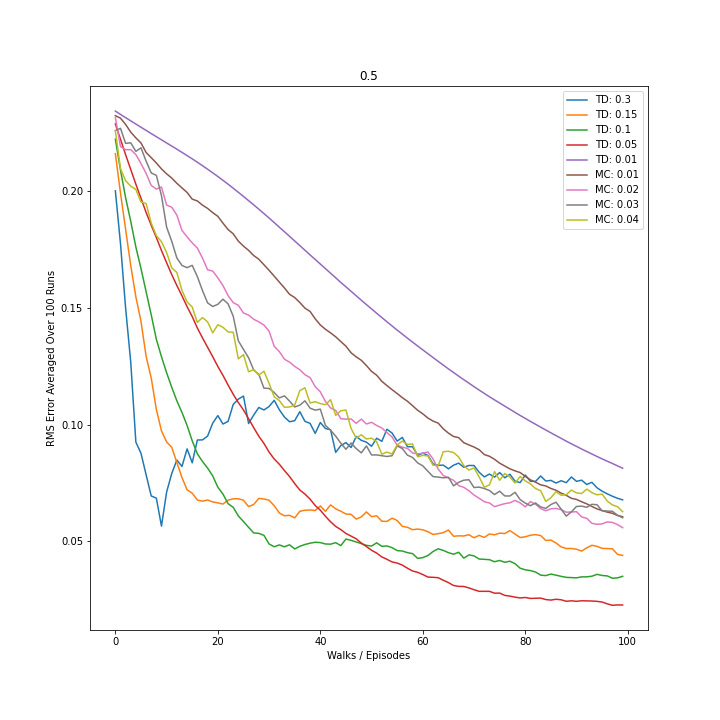 0.5
RMS Error Averaged Over 100 Runs
0.20
0.15
0.10
0.05
0
20
40
60
80
100
Walks / Episodes
TD: 0.3
TD: 0.15
TD: 0.1
TD: 0.05
TD: 0.01
MC: 0.01
MC: 0.02
MC: 0.03
MC: 0.04